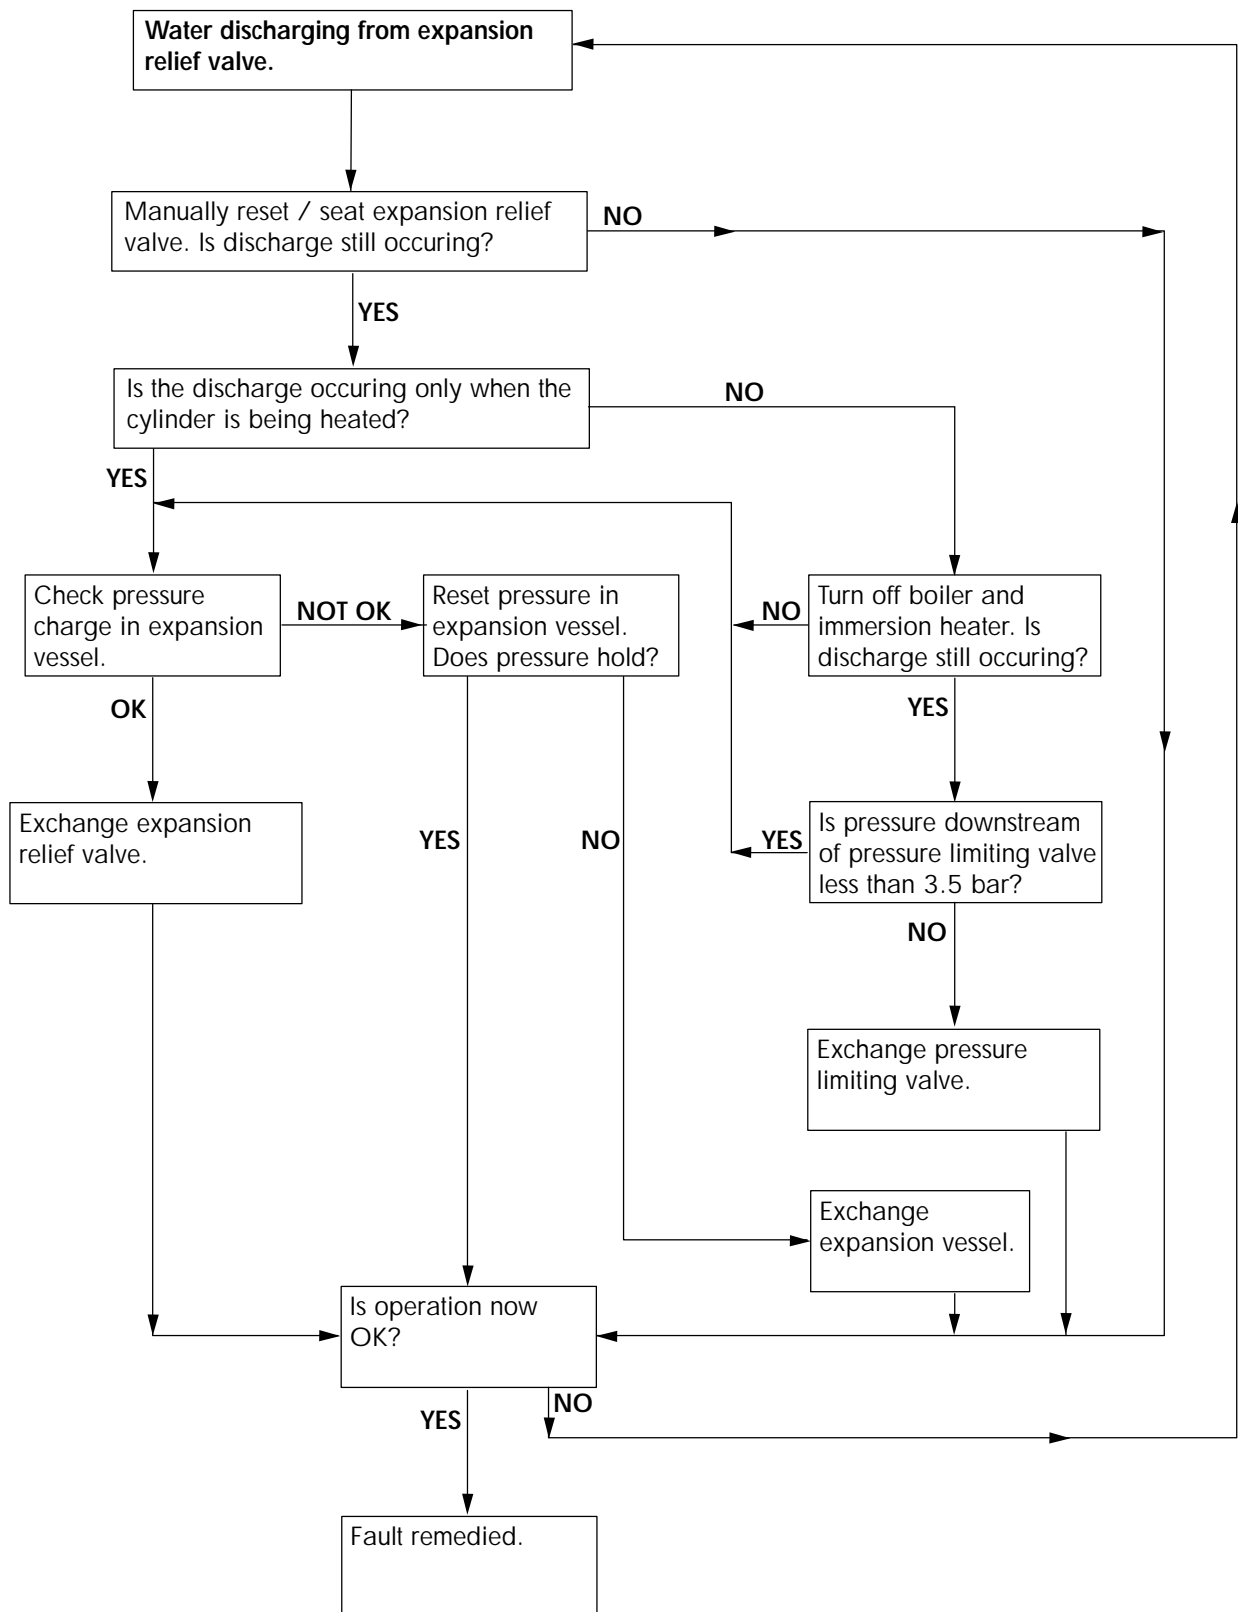 Water discharging from expansion
relief valve.
Manually reset / seat expansion relief
valve. Is discharge still occuring?
NO
YES
Is the discharge occuring only when the
cylinder is being heated?
NO
YES
Check pressure
charge in expansion
vessel.
NOT OK
Reset pressure in
expansion vessel.
Does pressure hold?
NO
Turn off boiler and
immersion heater. Is
discharge still occuring?
OK
YES
Exchange expansion
relief valve.
YES
NO
YES
Is pressure downstream
of pressure limiting valve
less than 3.5 bar?
NO
Exchange pressure
limiting valve.
Exchange
expansion vessel.
Is operation now
OK?
YES
NO
Fault remedied.